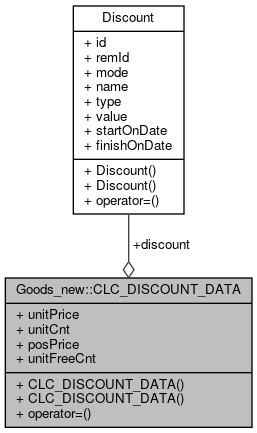 Discount
+ id
+ remId
+ mode
+ name
+ type
+ value
+ startOnDate
+ finishOnDate
+ Discount()
+ Discount()
+ operator=()
+discount
Goods_new::CLC_DISCOUNT_DATA
+ unitPrice
+ unitCnt
+ posPrice
+ unitFreeCnt
+ CLC_DISCOUNT_DATA()
+ CLC_DISCOUNT_DATA()
+ operator=()